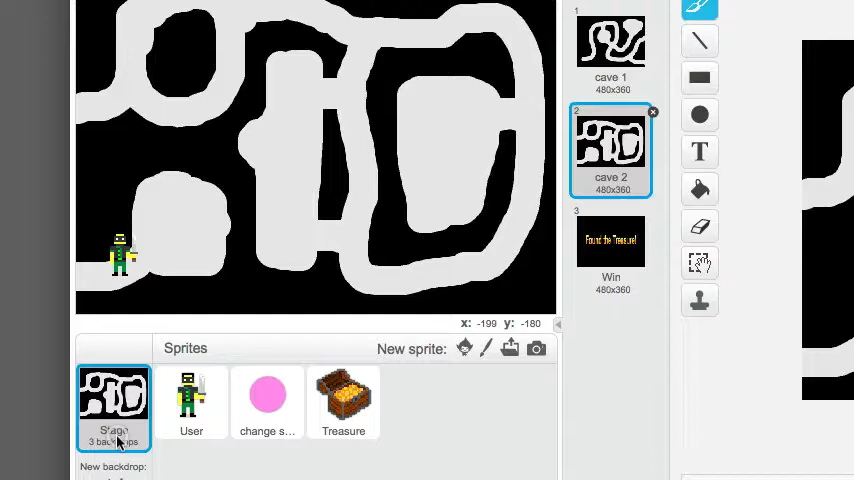 1
cave 1
480x360
2
cave 2
480x360
3
Found the Treasure!
Win
480x360
T
x: -199 y: -180
Sprites
New sprite:
Stage
3 backdrops
User
change s...
Treasure
New backdrop: